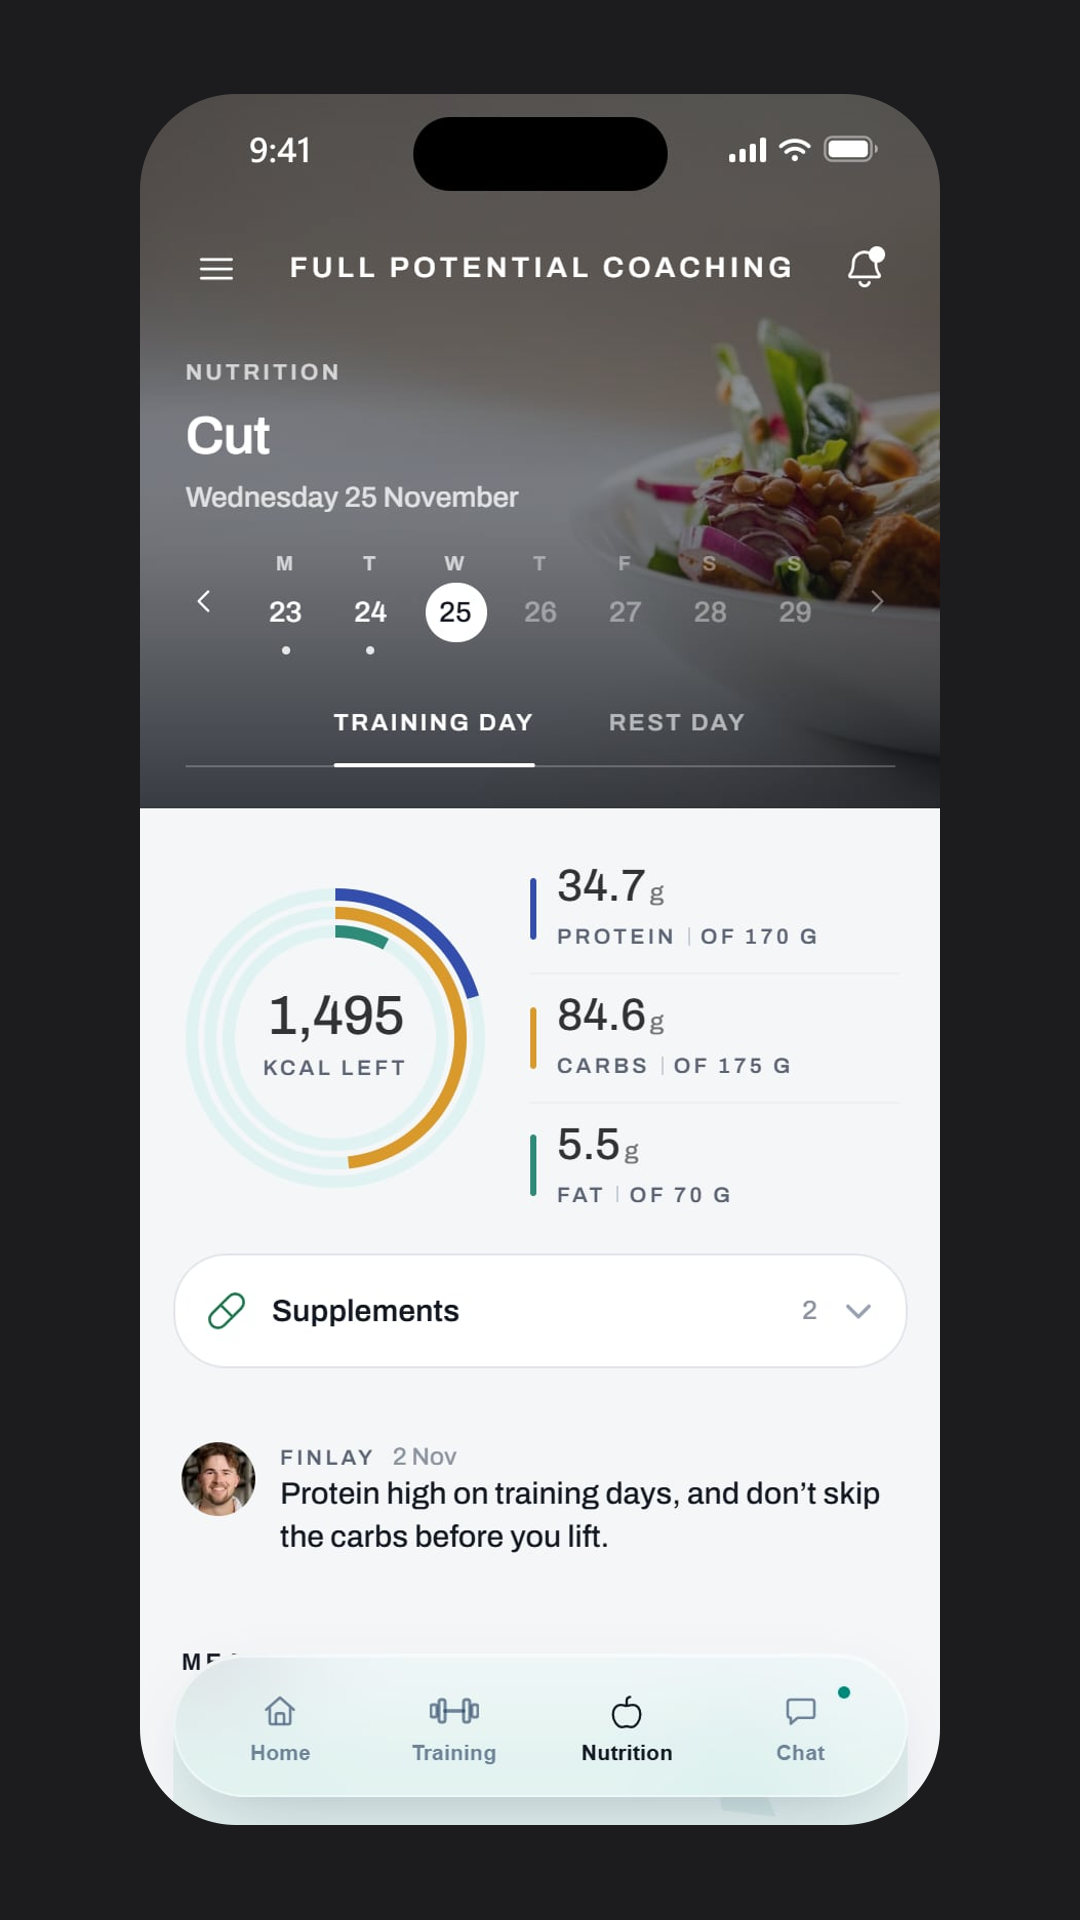 9:41
FULL POTENTIAL COACHING
NUTRITION
Cut
Wednesday 25 November
M T W T F S S
23 24 25 26 27 28 29
TRAINING DAY REST DAY
1,495
KCAL LEFT
34.7g
PROTEIN | OF 170 G
84.6g
CARBS | OF 175 G
5.5g
FAT | OF 70 G
Supplements 2
FINLAY 2 Nov
Protein high on training days, and don’t skip
the carbs before you lift.
Home Training Nutrition Chat